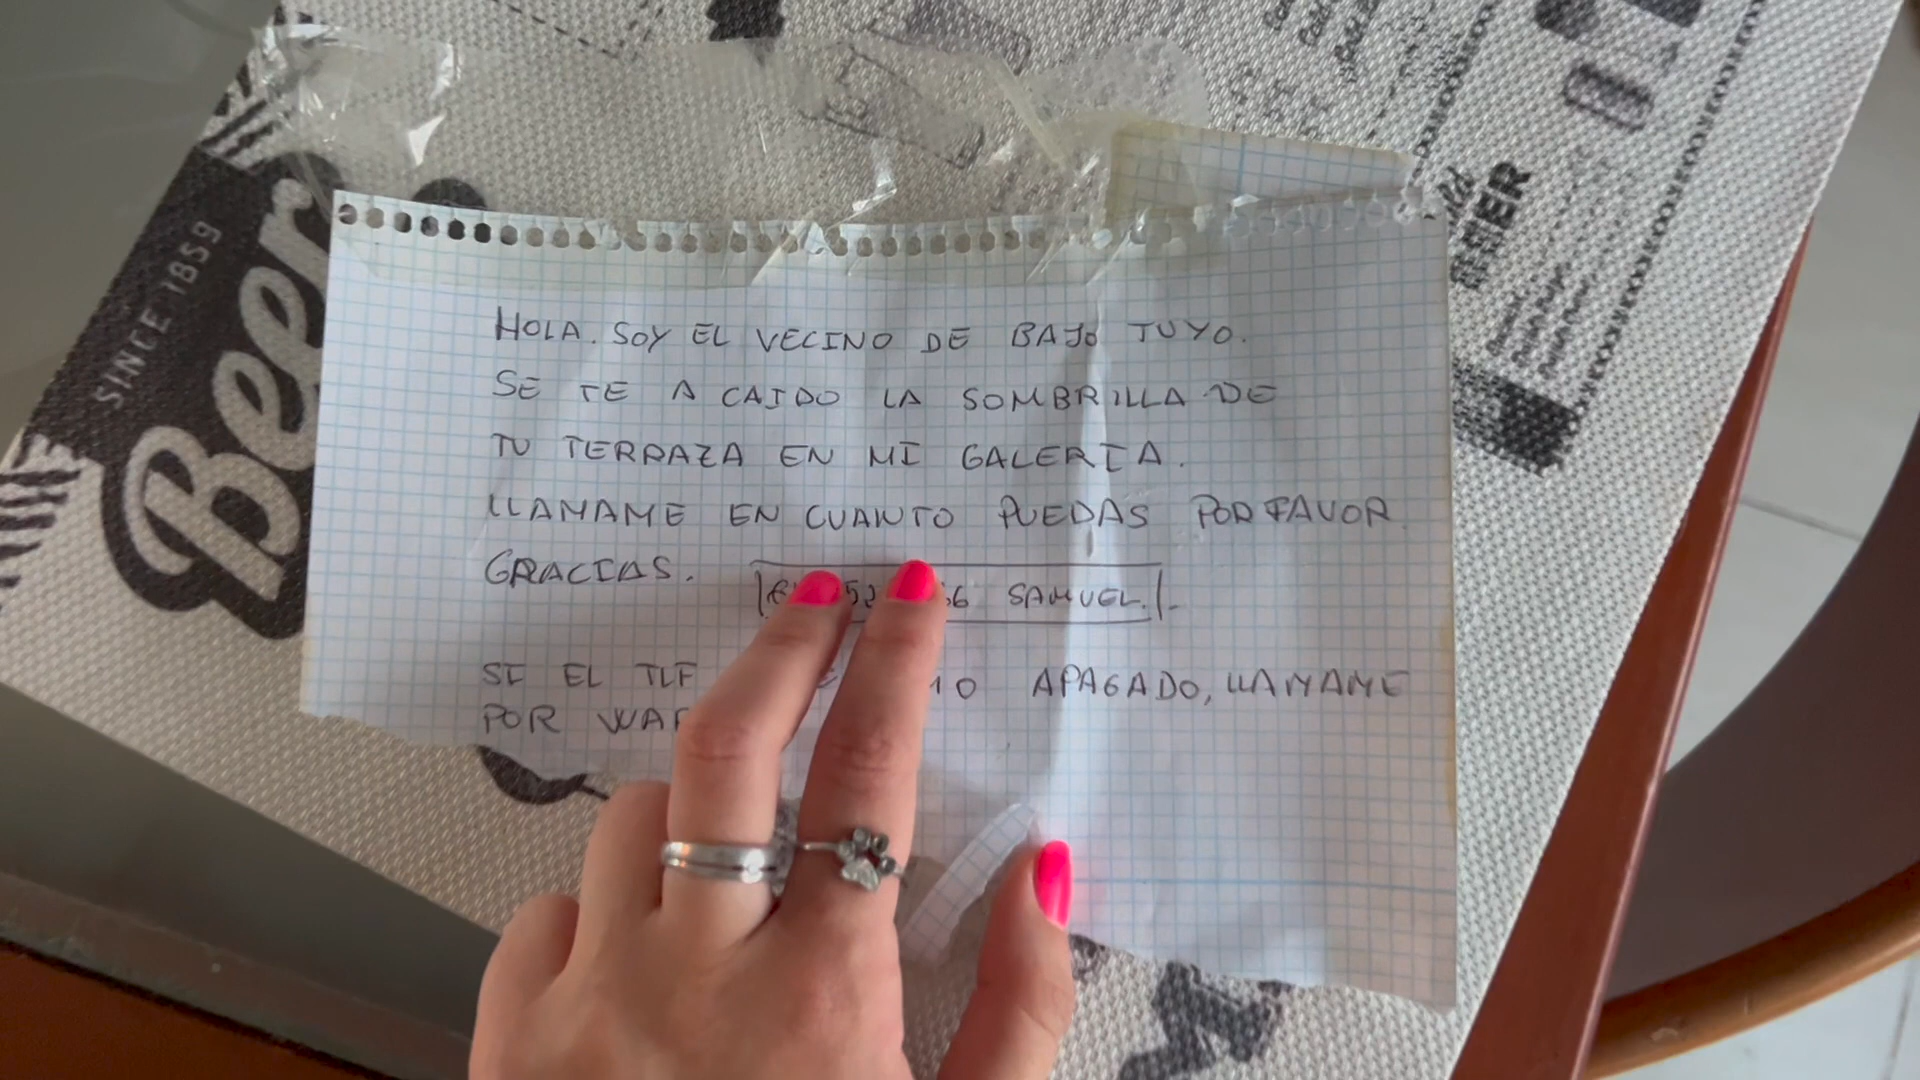 HOLA. SOY EL VECINO DE BAJO TUYO.
SE TE A CAIDO LA SOMBRILLA DE
TU TERRAZA EN MI GALERIA.
LLAMAME EN CUANTO PUEDAS POR FAVOR.
GRACIAS.
SAMUEL.
SI EL TLF APAGADO, LLAMAME
POR
SINCE 1859
Beer
BEER